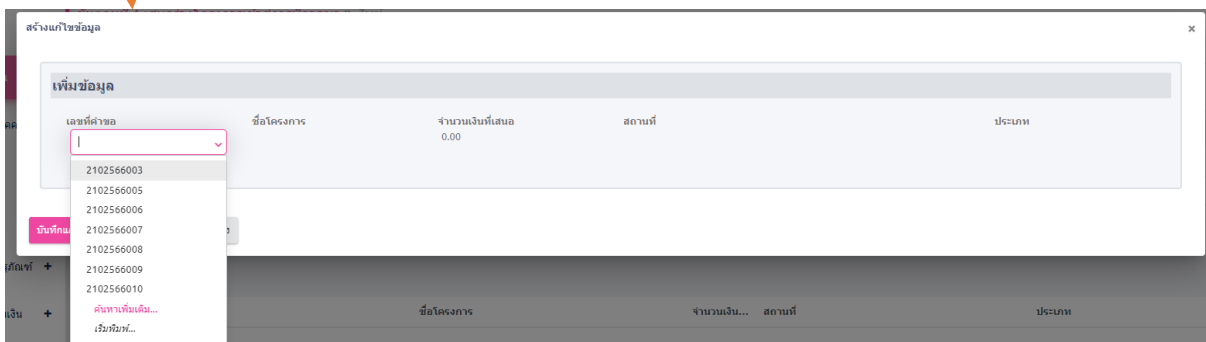 สร้างแก้ไขข้อมูล ×
เพิ่มข้อมูล
เลขที่คำขอ ชื่อโครงการ จำนวนเงินที่เสนอ สถานที่ ประเภท
0.00
2102566003
2102566005
2102566006
2102566007
บันทึกแ
2102566008
2102566009
2102566010
ค้นหาเพิ่มเติม...
เริ่มพิมพ์...
ชื่อโครงการ จำนวนเงิน... สถานที่ ประเภท